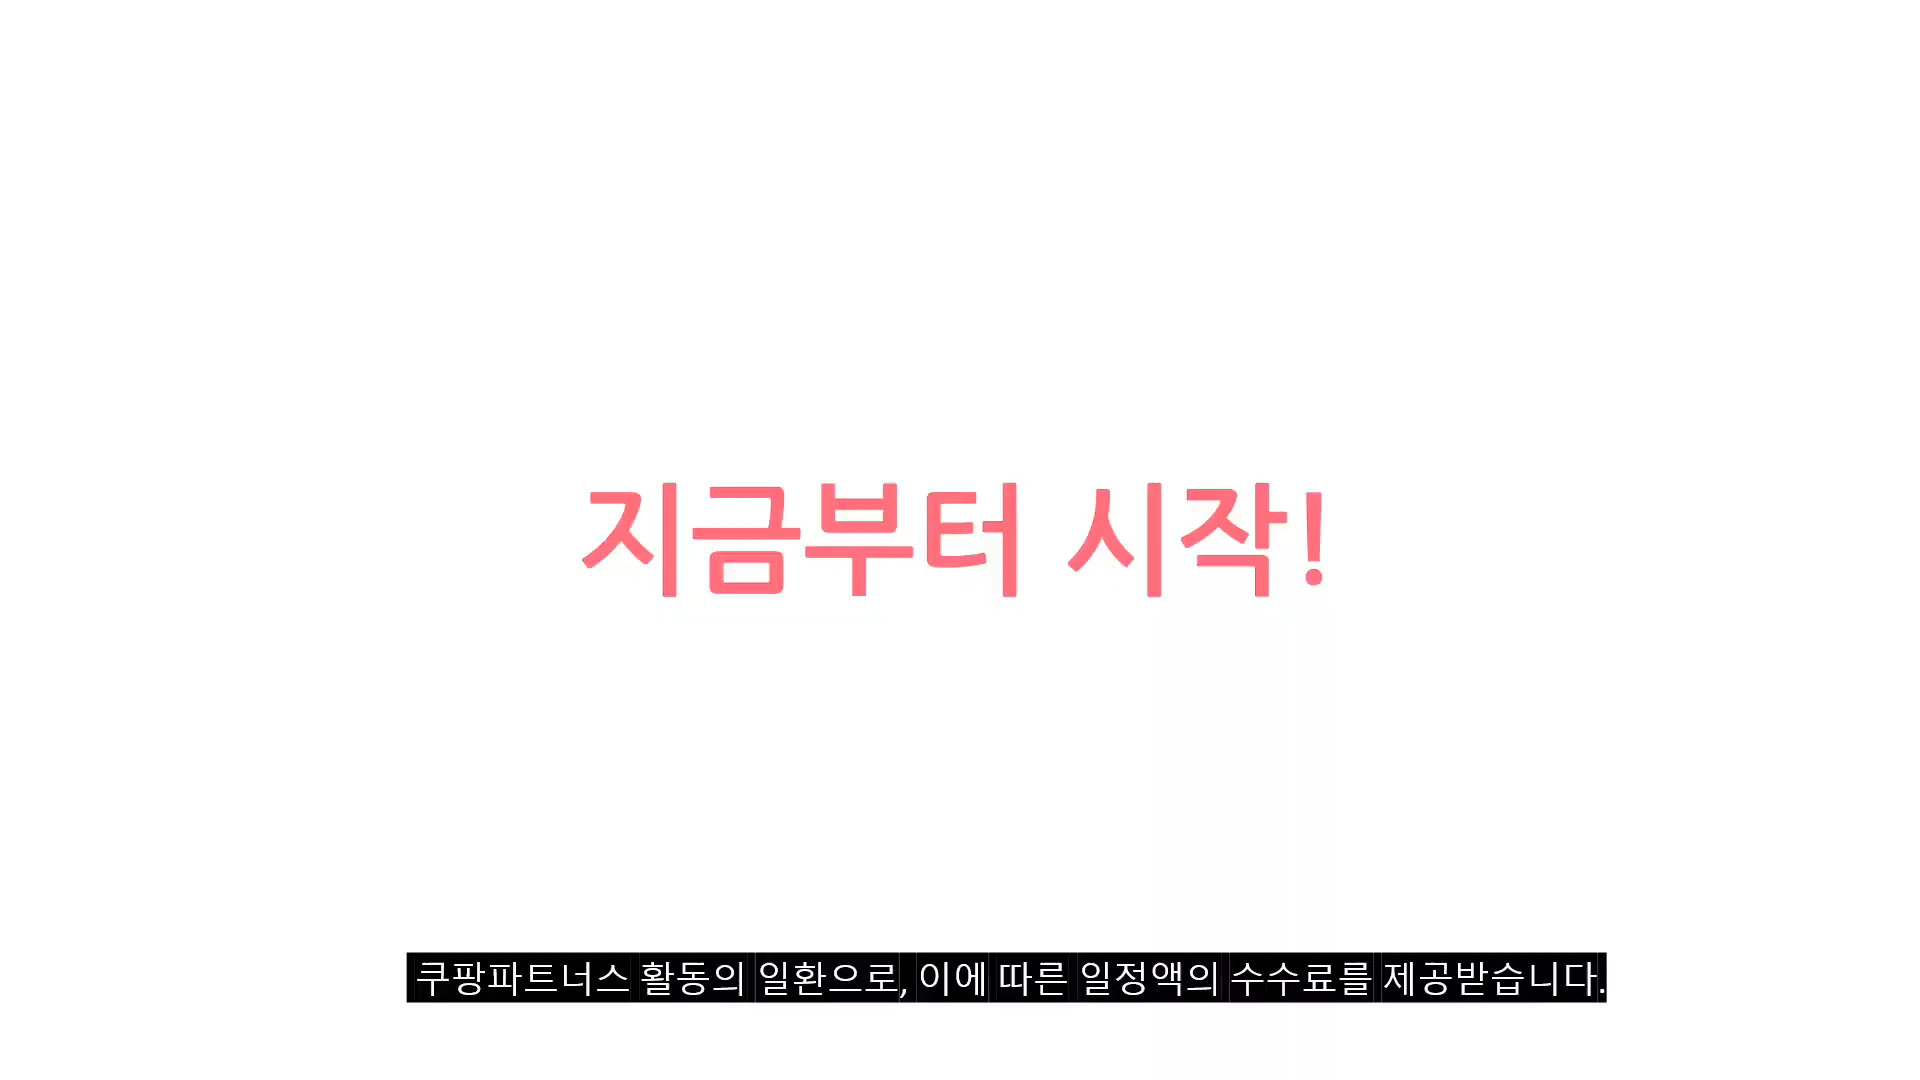 지금부터 시작!
쿠팡파트너스 활동의 일환으로, 이에 따른 일정액의 수수료를 제공받습니다.